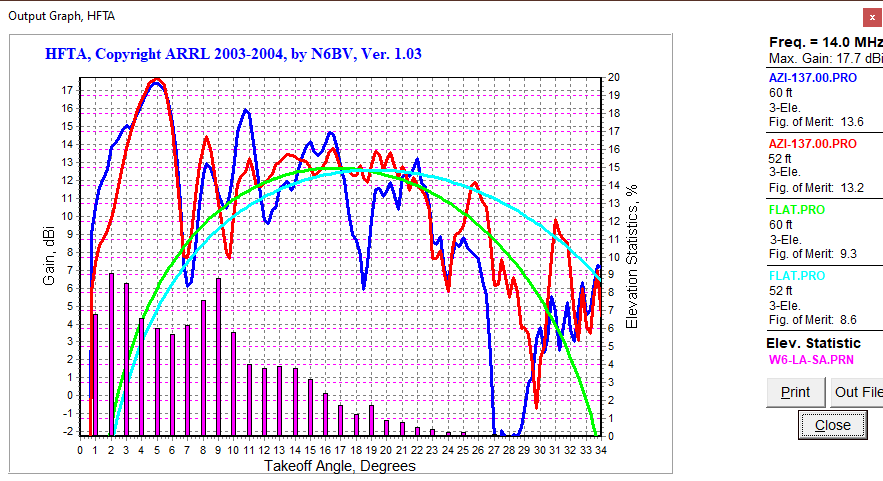 Output Graph, HFTA
x
HFTA, Copyright ARRL 2003-2004, by N6BV, Ver. 1.03
17
16
15
14
13
12
11
10
9
8
7
6
5
4
3
2
1
0
-1
-2
Gain, dBi
20
19
18
17
16
15
14
13
12
11
10
9
8
7
6
5
4
3
2
1
0
Elevation Statistics, %
0 1 2 3 4 5 6 7 8 9 10 11 12 13 14 15 16 17 18 19 20 21 22 23 24 25 26 27 28 29 30 31 32 33 34
Takeoff Angle, Degrees
Freq. = 14.0 MHz
Max. Gain: 17.7 dBi
AZI-137.00.PRO
60 ft
3-Ele.
Fig. of Merit: 13.6
AZI-137.00.PRO
52 ft
3-Ele.
Fig. of Merit: 13.2
FLAT.PRO
60 ft
3-Ele.
Fig. of Merit: 9.3
FLAT.PRO
52 ft
3-Ele.
Fig. of Merit: 8.6
Elev. Statistic
W6-LA-SA.PRN
Print
Out File
Close